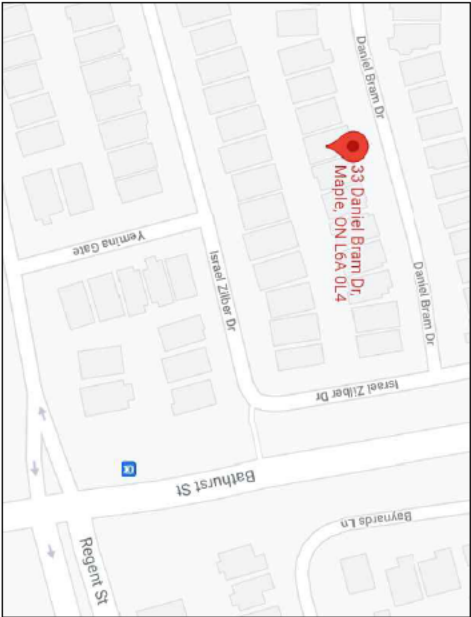 Daniel Bram Dr
33 Daniel Bram Dr,
Maple, ON L6A 0L4
Daniel Bram Dr
Yemina Gate
Israel Zilber Dr
Israel Zilber Dr
Bathurst St
Baynards Ln
Regent St